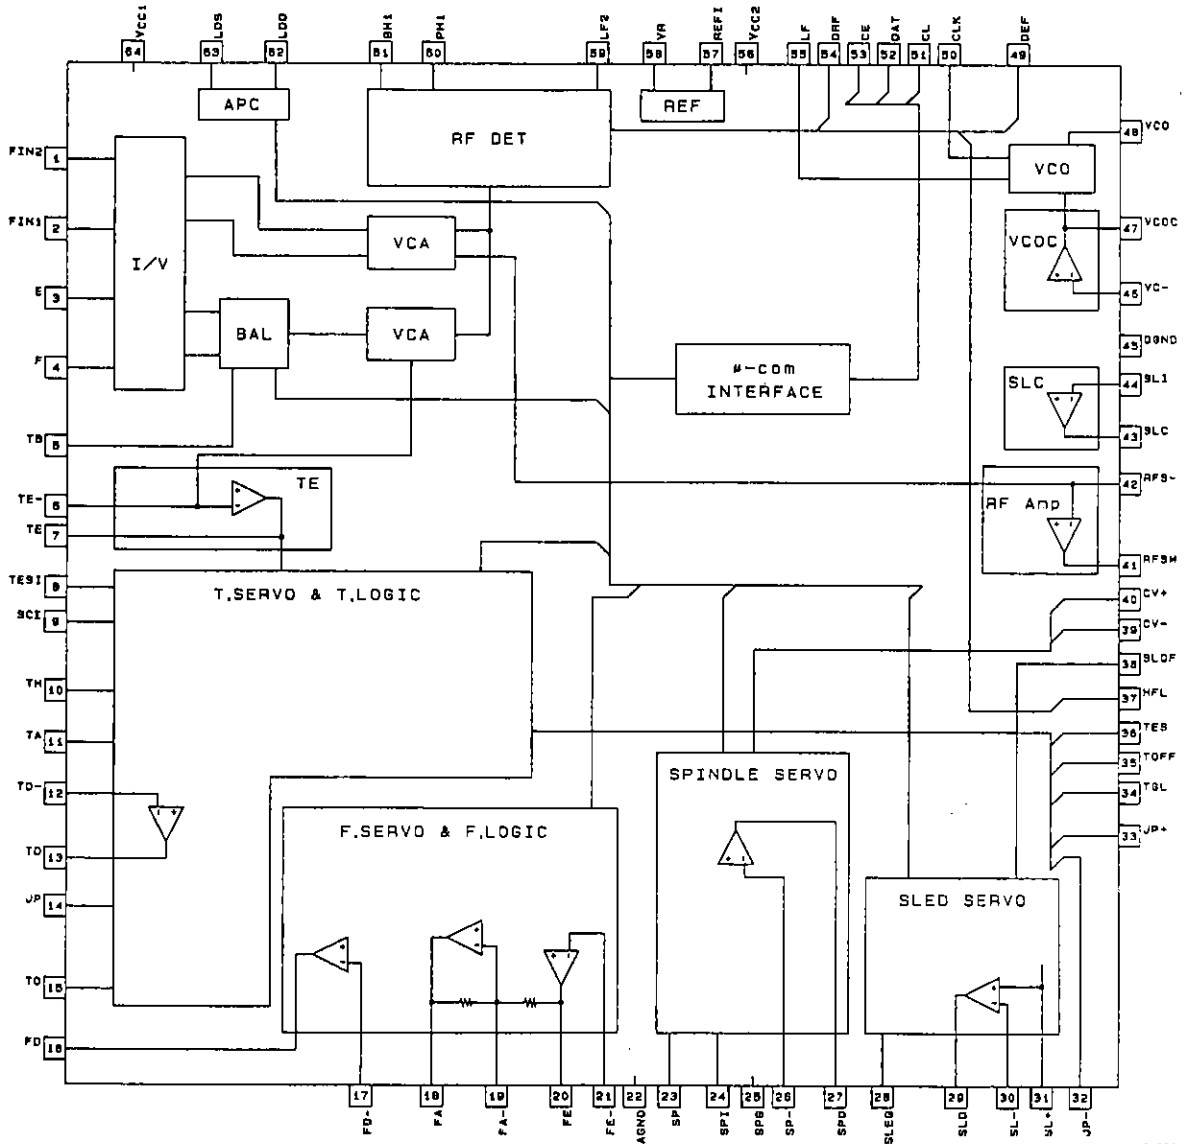 VCC1 LDS LDD BH1 PH1 LF2 VR REFI VCC2 LF DRF CE DAT CL CLK DEF
64 63 62 61 60 59 58 57 56 55 54 53 52 51 50 49
APC
RF DET
REF
FIN2 1
48 VCO
VCO
FIN1 2
VCA
VCOC
47 VCOC
I/V
E 3
46 VC-
BAL
VCA
45 DGND
F 4
μ-com
INTERFACE
SLC
44 SLI
TB 5
43 SLC
TE
TE- 6
42 RFS-
RF Amp
TE 7
41 RFSM
TESI 8
T.SERVO & T.LOGIC
40 CV+
SCI 9
39 CV-
38 SLOF
TH 10
37 HFL
TA 11
36 TES
35 TOFF
SPINDLE SERVO
TD- 12
34 TGL
F.SERVO & F.LOGIC
33 JP+
TD 13
JP 14
SLED SERVO
TO 15
FD 16
17 18 19 20 21 22 23 24 25 26 27 28 29 30 31 32
FD- FA FA- FE FE- AGND SP SPI SPG SP- SPD SLEQ SLD SL- SL+ JP-